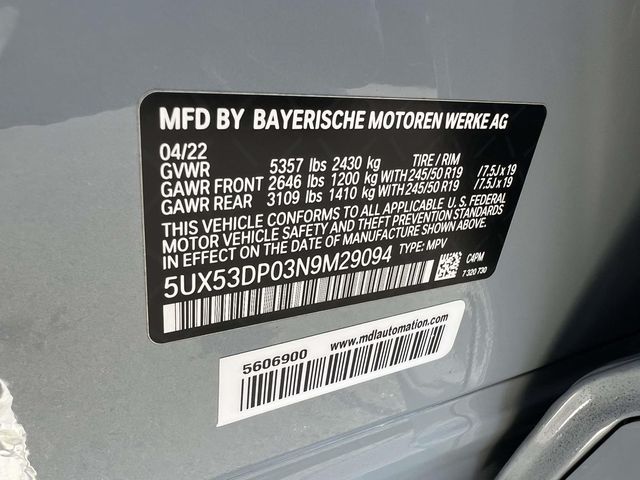 MFD BY BAYERISCHE MOTOREN WERKE AG
04/22
GVWR 5357 lbs 2430 kg TIRE / RIM
GAWR FRONT 2646 lbs 1200 kg WITH 245/50 R19 /7.5J x 19
GAWR REAR 3109 lbs 1410 kg WITH 245/50 R19 /7.5J x 19
THIS VEHICLE CONFORMS TO ALL APPLICABLE U. S. FEDERAL
MOTOR VEHICLE SAFETY AND THEFT PREVENTION STANDARDS
IN EFFECT ON THE DATE OF MANUFACTURE SHOWN ABOVE.
5UX53DP03N9M29094 TYPE: MPV
C4PM
7 320 730
5606900 www.mdlautomation.com